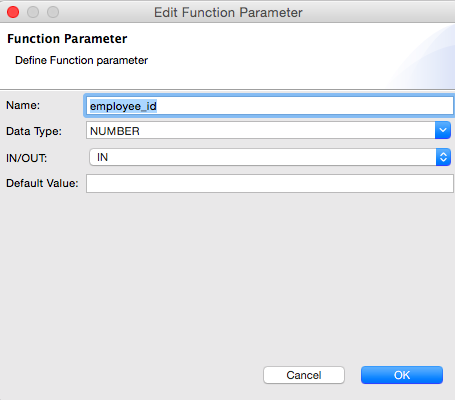 Edit Function Parameter
Function Parameter
Define Function parameter
Name: employee_id
Data Type: NUMBER
IN/OUT: IN
Default Value:
Cancel OK